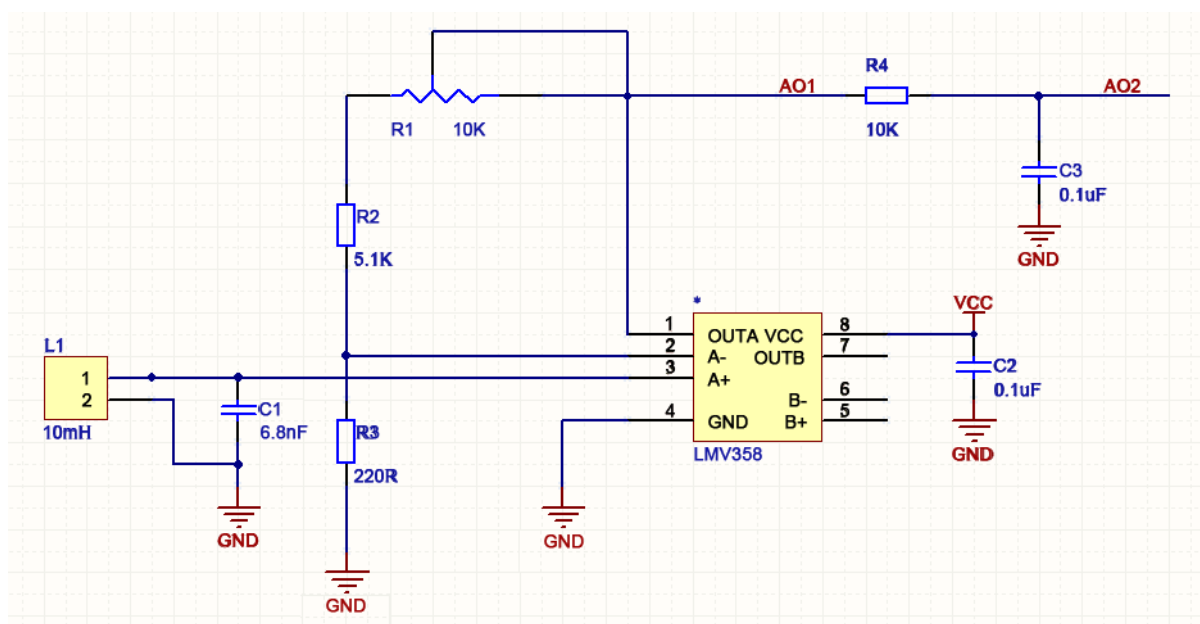 R4
AO1
AO2
R1
10K
10K
C3
0.1uF
R2
GND
5.1K
*
VCC
1
OUTA
VCC
8
2
A-
OUTB
7
L1
3
A+
C2
0.1uF
1
2
C1
B-
6
10mH
6.8nF
R3
4
GND
B+
5
LMV358
GND
220R
GND
GND
GND